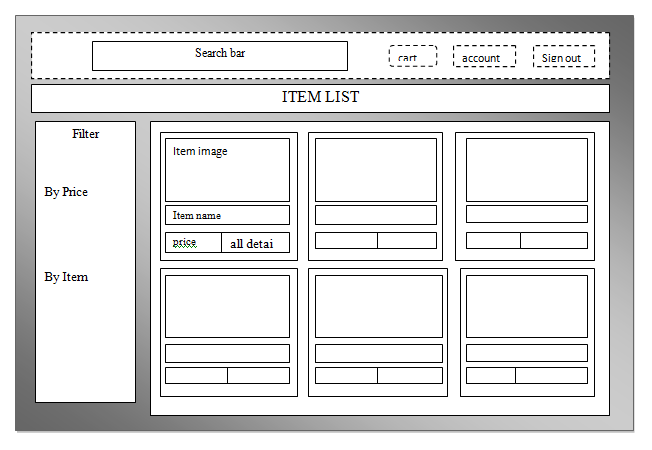 Search bar
cart
account
Sign out
ITEM LIST
Filter
By Price
By Item
Item image
Item name
price
all detai